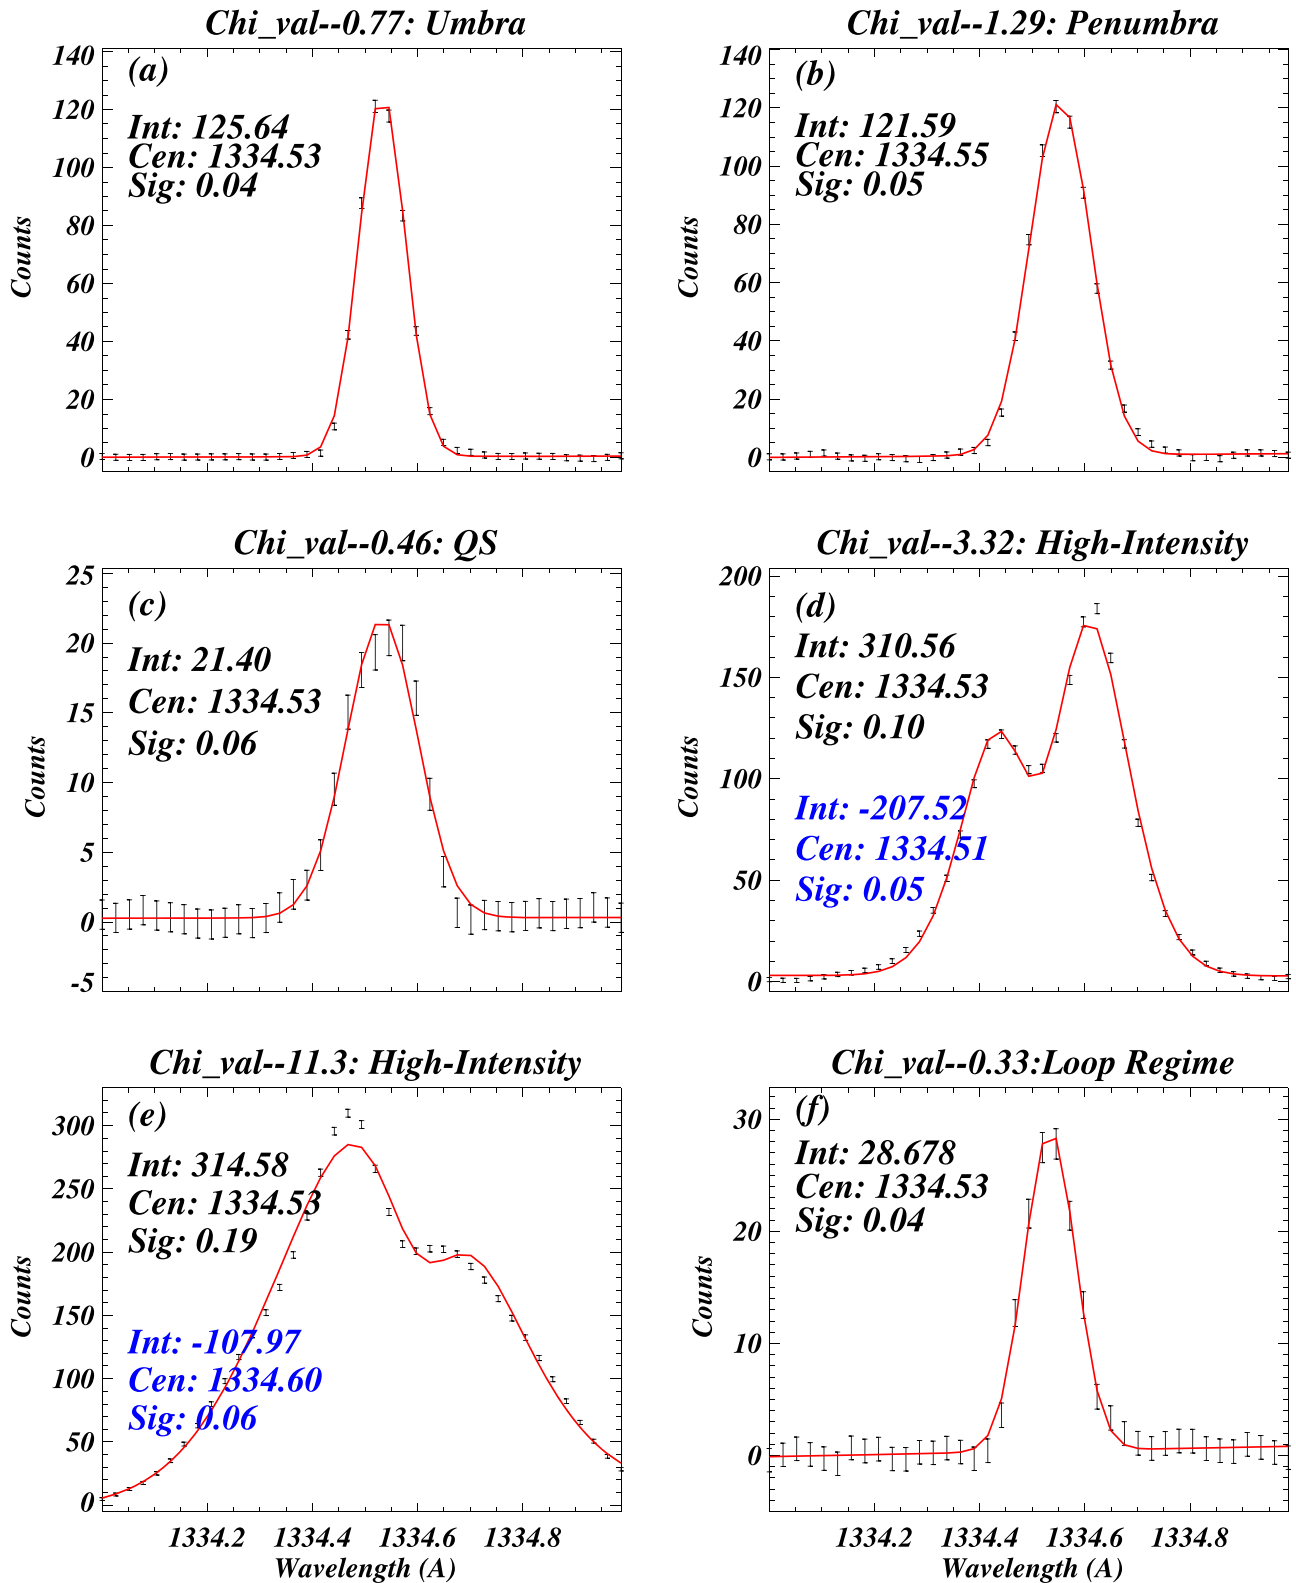 Chi_val--0.77: Umbra
(a)
Int: 125.64
Cen: 1334.53
Sig: 0.04
Counts
140
120
100
80
60
40
20
0
Chi_val--1.29: Penumbra
(b)
Int: 121.59
Cen: 1334.55
Sig: 0.05
Counts
140
120
100
80
60
40
20
0
Chi_val--0.46: QS
(c)
Int: 21.40
Cen: 1334.53
Sig: 0.06
Counts
25
20
15
10
5
0
-5
Chi_val--3.32: High-Intensity
(d)
Int: 310.56
Cen: 1334.53
Sig: 0.10
Int: -207.52
Cen: 1334.51
Sig: 0.05
Counts
200
150
100
50
0
Chi_val--11.3: High-Intensity
(e)
Int: 314.58
Cen: 1334.53
Sig: 0.19
Int: -107.97
Cen: 1334.60
Sig: 0.06
Counts
300
250
200
150
100
50
0
1334.2 1334.4 1334.6 1334.8
Wavelength (A)
Chi_val--0.33:Loop Regime
(f)
Int: 28.678
Cen: 1334.53
Sig: 0.04
Counts
30
20
10
0
1334.2 1334.4 1334.6 1334.8
Wavelength (A)